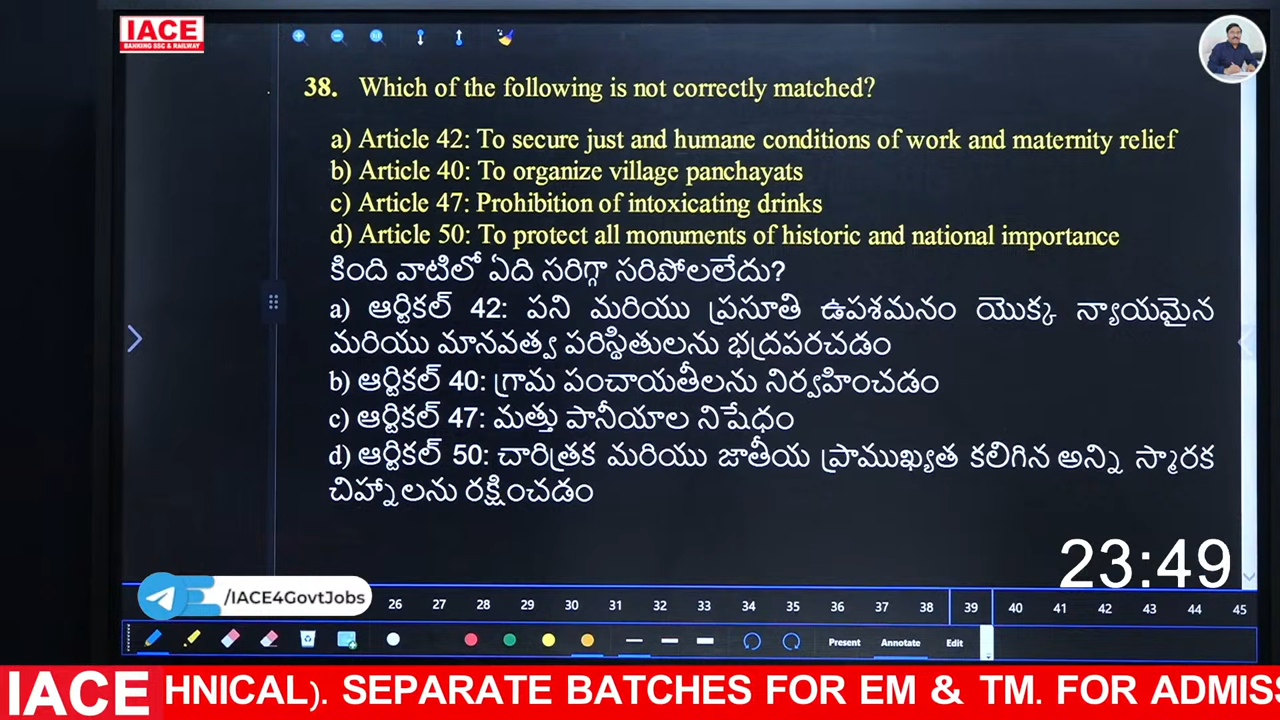 IACE
BANKING SSC & RAILWAY
38. Which of the following is not correctly matched?
a) Article 42: To secure just and humane conditions of work and maternity relief
b) Article 40: To organize village panchayats
c) Article 47: Prohibition of intoxicating drinks
d) Article 50: To protect all monuments of historic and national importance
కింది వాటిలో ఏది సరిగ్గా సరిపోలలేదు?
a) ఆర్టికల్ 42: పని మరియు ప్రసూతి ఉపశమనం యొక్క న్యాయమైన
మరియు మానవత్వ పరిస్థితులను భద్రపరచడం
b) ఆర్టికల్ 40: గ్రామ పంచాయతీలను నిర్వహించడం
c) ఆర్టికల్ 47: మత్తు పానీయాల నిషేధం
d) ఆర్టికల్ 50: చారిత్రక మరియు జాతీయ ప్రాముఖ్యత కలిగిన అన్ని స్మారక
చిహ్నాలను రక్షించడం
23:49
/IACE4GovtJobs
26 27 28 29 30 31 32 33 34 35 36 37 38 39 40 41 42 43 44 45
Present Annotate Edit
IACE HNICAL). SEPARATE BATCHES FOR EM & TM. FOR ADMISS